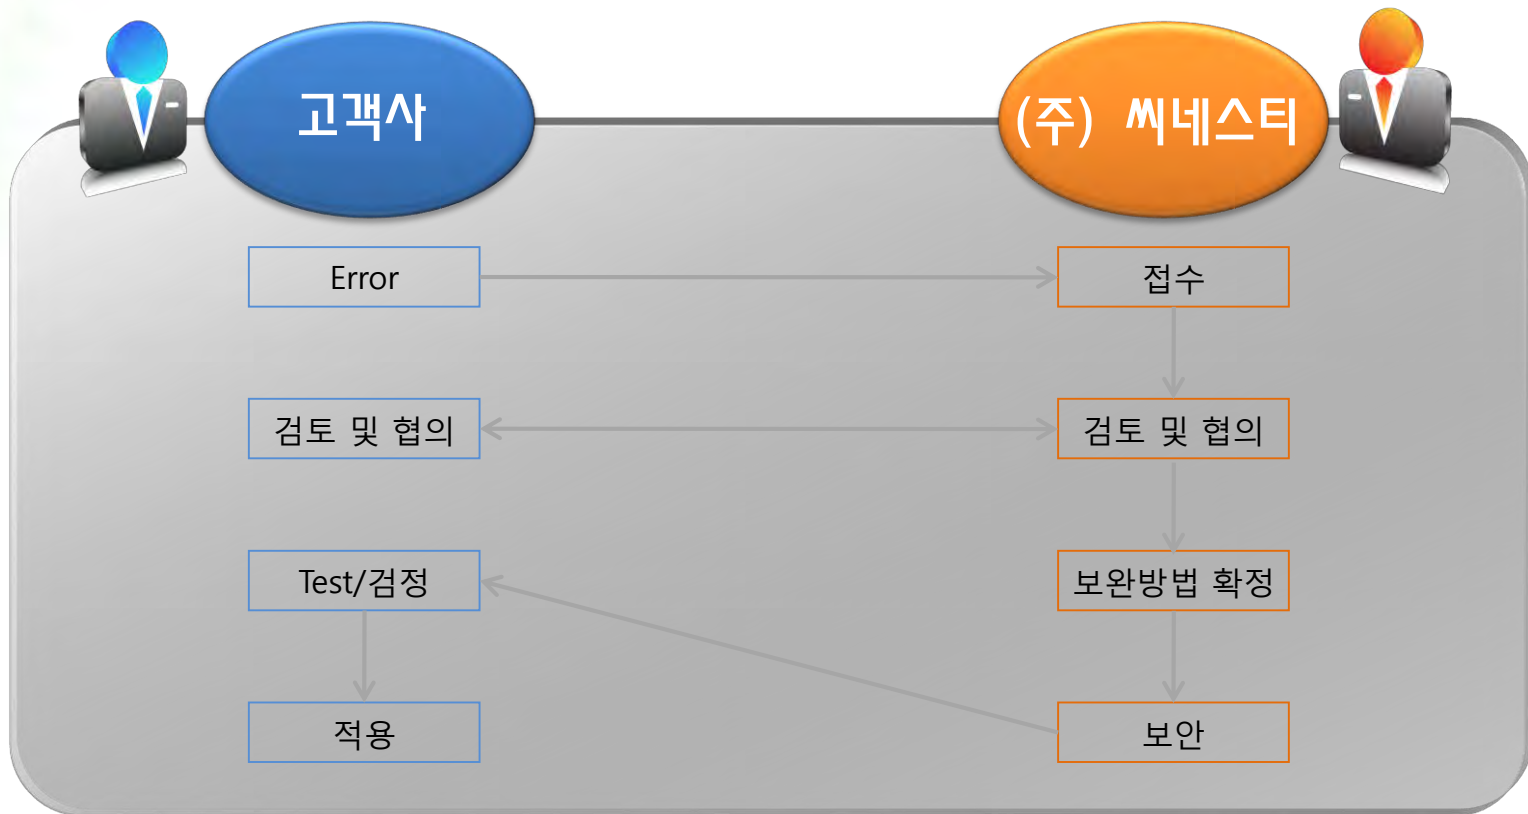 고객사
(주) 씨네스티
Error
접수
검토 및 협의
검토 및 협의
Test/검정
보완방법 확정
적용
보안